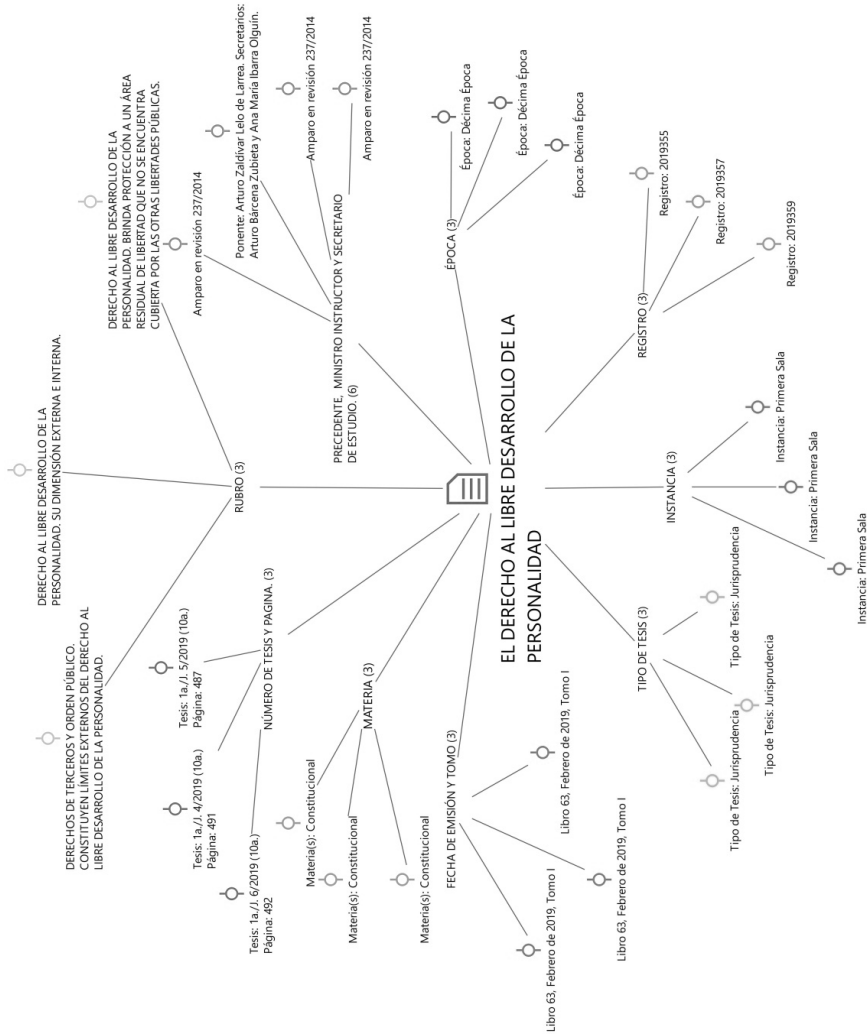 EL DERECHO AL LIBRE DESARROLLO DE LA
PERSONALIDAD
RUBRO (3)
DERECHOS DE TERCEROS Y ORDEN PÚBLICO.
CONSTITUYEN LÍMITES EXTERNOS DEL DERECHO AL
LIBRE DESARROLLO DE LA PERSONALIDAD.
DERECHO AL LIBRE DESARROLLO DE LA
PERSONALIDAD. SU DIMENSIÓN EXTERNA E INTERNA.
DERECHO AL LIBRE DESARROLLO DE LA
PERSONALIDAD. BRINDA PROTECCIÓN A UN ÁREA
RESIDUAL DE LIBERTAD QUE NO SE ENCUENTRA
CUBIERTA POR LAS OTRAS LIBERTADES PÚBLICAS.
PRECEDENTE, MINISTRO INSTRUCTOR Y SECRETARIO
DE ESTUDIO. (6)
Amparo en revisión 237/2014
Ponente: Arturo Zaldívar Lelo de Larrea. Secretarios:
Arturo Bárcena Zubieta y Ana María Ibarra Olguín.
Amparo en revisión 237/2014
Amparo en revisión 237/2014
ÉPOCA (3)
Época: Décima Época
Época: Décima Época
Época: Décima Época
REGISTRO (3)
Registro: 2019355
Registro: 2019357
Registro: 2019359
INSTANCIA (3)
Instancia: Primera Sala
Instancia: Primera Sala
Instancia: Primera Sala
TIPO DE TESIS (3)
Tipo de Tesis: Jurisprudencia
Tipo de Tesis: Jurisprudencia
Tipo de Tesis: Jurisprudencia
FECHA DE EMISIÓN Y TOMO (3)
Libro 63, Febrero de 2019, Tomo I
Libro 63, Febrero de 2019, Tomo I
Libro 63, Febrero de 2019, Tomo I
MATERIA (3)
Materia(s): Constitucional
Materia(s): Constitucional
Materia(s): Constitucional
NÚMERO DE TESIS Y PAGINA. (3)
Tesis: 1a./J. 5/2019 (10a.)
Página: 487
Tesis: 1a./J. 4/2019 (10a.)
Página: 491
Tesis: 1a./J. 6/2019 (10a.)
Página: 492